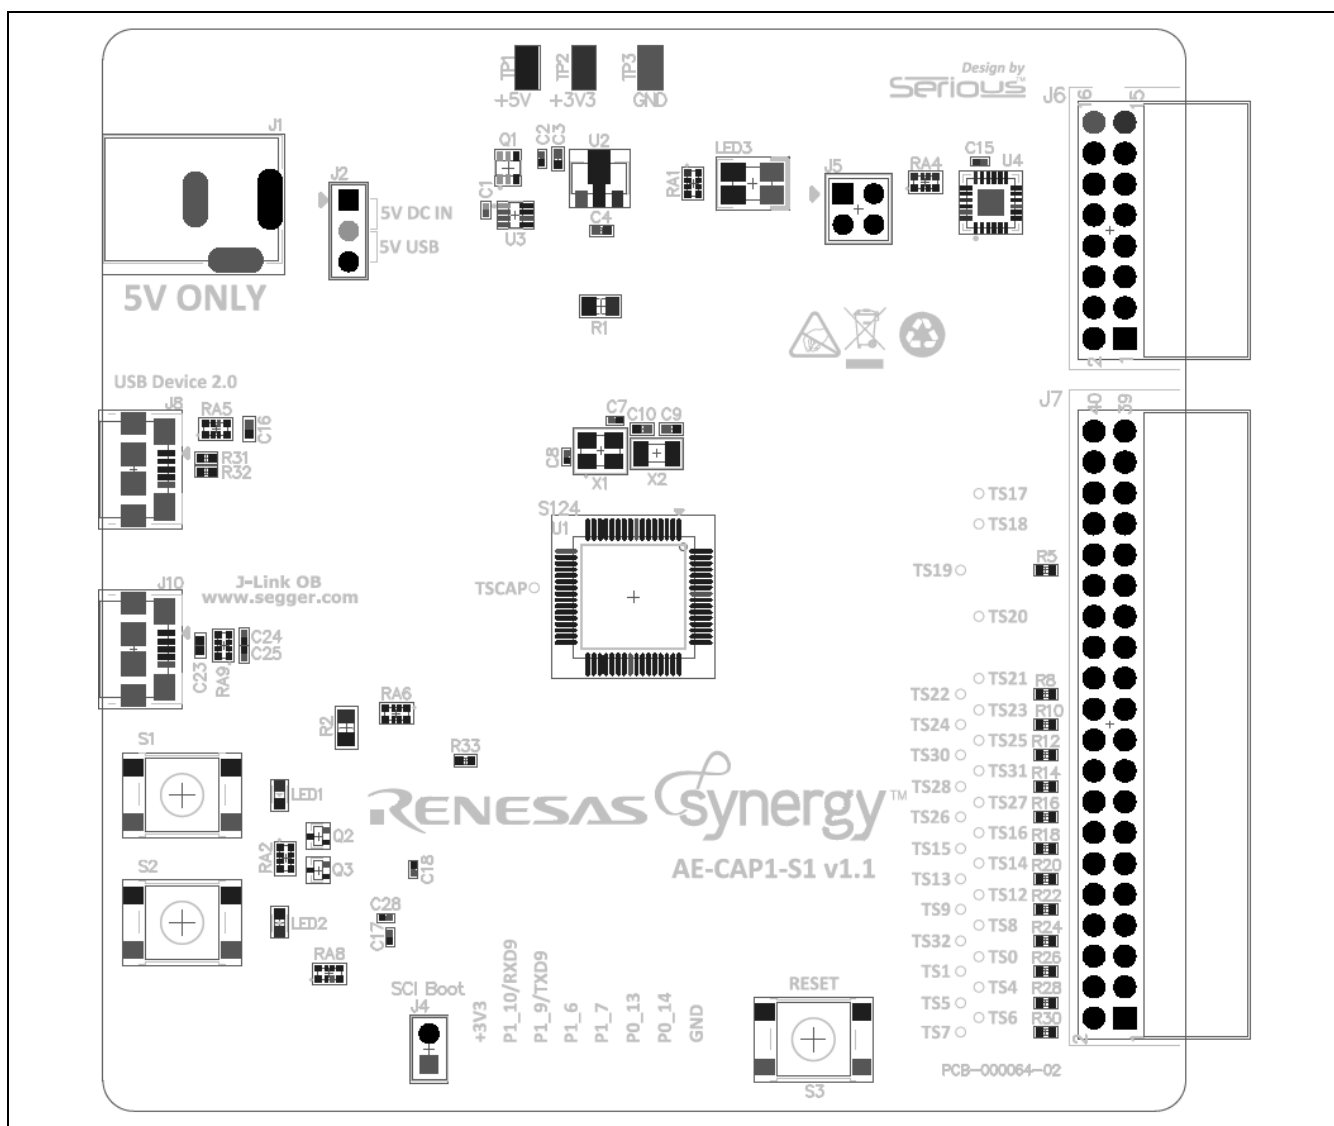 TP1
TP2
TP3
+5V
+3V3
GND
Design by
Serious™
J6
16
15
J1
J2
5V DC IN
5V USB
5V ONLY
Q1
C2
C3
U2
C1
U3
C4
R1
RA1
LED3
J5
RA4
C15
U4
2
1
USB Device 2.0
J8
RA5
C16
R31
R32
C7
C10
C9
C8
X1
X2
J7
40
39
S124
U1
TSCAP
TS17
TS18
TS19
R5
TS20
J10
J-Link OB
www.segger.com
C24
C25
C23
RA9
TS21
R8
TS22
TS23
R10
TS24
TS25
R12
TS30
TS31
R14
TS28
TS27
R16
TS26
TS16
R18
TS15
TS14
R20
TS13
TS12
R22
TS9
TS8
R24
TS32
TS0
R26
TS1
TS4
R28
TS5
TS6
R30
TS7
2
1
RA6
R2
R33
S1
LED1
RENESAS synergy™
AE-CAP1-S1 v1.1
Q2
RA2
Q3
C18
S2
LED2
C28
C17
RA8
SCI Boot
J4
+3V3
P1_10/RXD9
P1_9/TXD9
P1_6
P1_7
P0_13
P0_14
GND
RESET
S3
PCB-000064-02